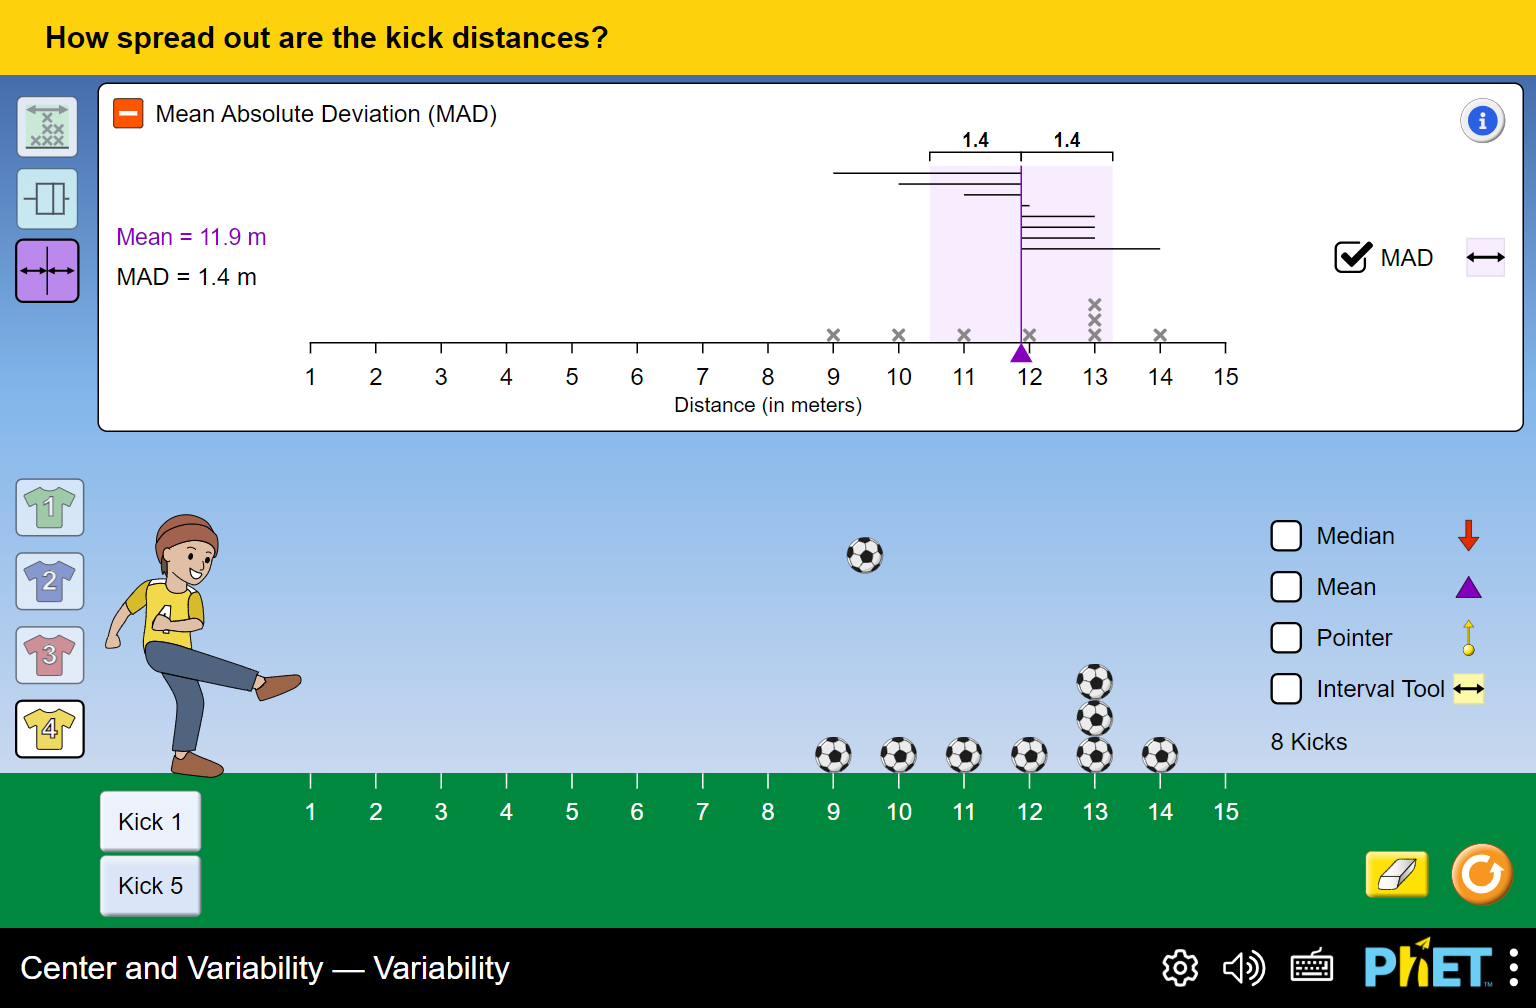 How spread out are the kick distances?
Mean Absolute Deviation (MAD)
i
1.4 1.4
Mean = 11.9 m
MAD = 1.4 m
MAD
1 2 3 4 5 6 7 8 9 10 11 12 13 14 15
Distance (in meters)
1
2
3
4
4
Median
Mean
Pointer
Interval Tool
8 Kicks
1 2 3 4 5 6 7 8 9 10 11 12 13 14 15
Kick 1
Kick 5
Center and Variability — Variability
PhET™